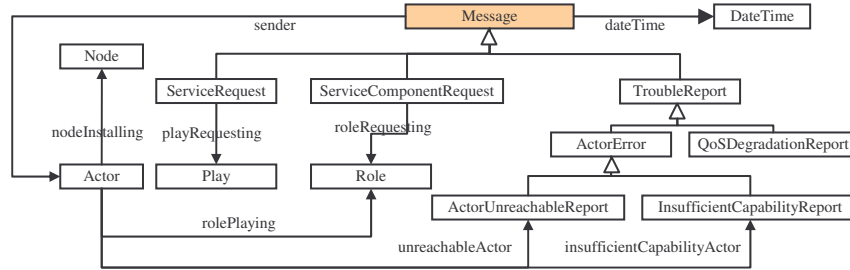 Message
sender
dateTime
DateTime
Node
ServiceRequest
ServiceComponentRequest
TroubleReport
nodeInstalling
playRequesting
roleRequesting
ActorError
QoSDegradationReport
Actor
Play
Role
ActorUnreachableReport
InsufficientCapabilityReport
rolePlaying
unreachableActor
insufficientCapabilityActor